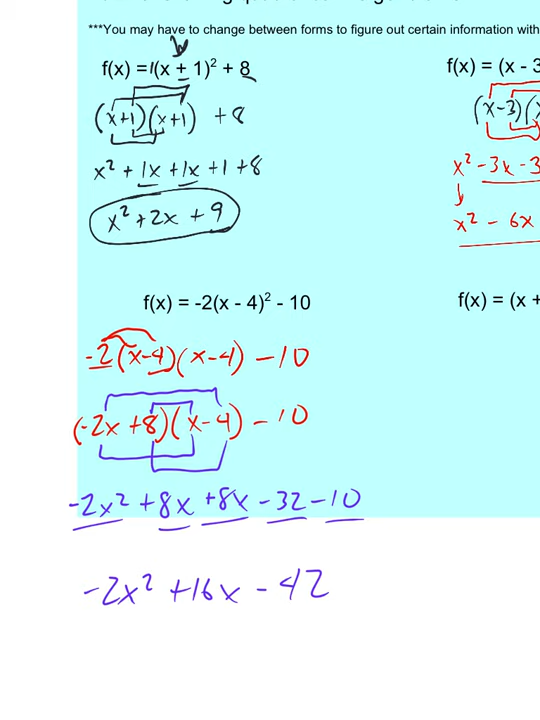 ***You may have to change between forms to figure out certain information with
f(x) = 1(x + 1)² + 8
(x+1)(x+1) +8
x² + 1x + 1x + 1 + 8
x² + 2x + 9
f(x) = (x - 3
(x-3)(x
x² - 3x - 3
x² - 6x
f(x) = -2(x - 4)² - 10
-2(x-4)(x-4) - 10
(-2x +8)(x-4) - 10
-2x² +8x +8x -32 -10
-2x² +16x - 42
f(x) = (x +